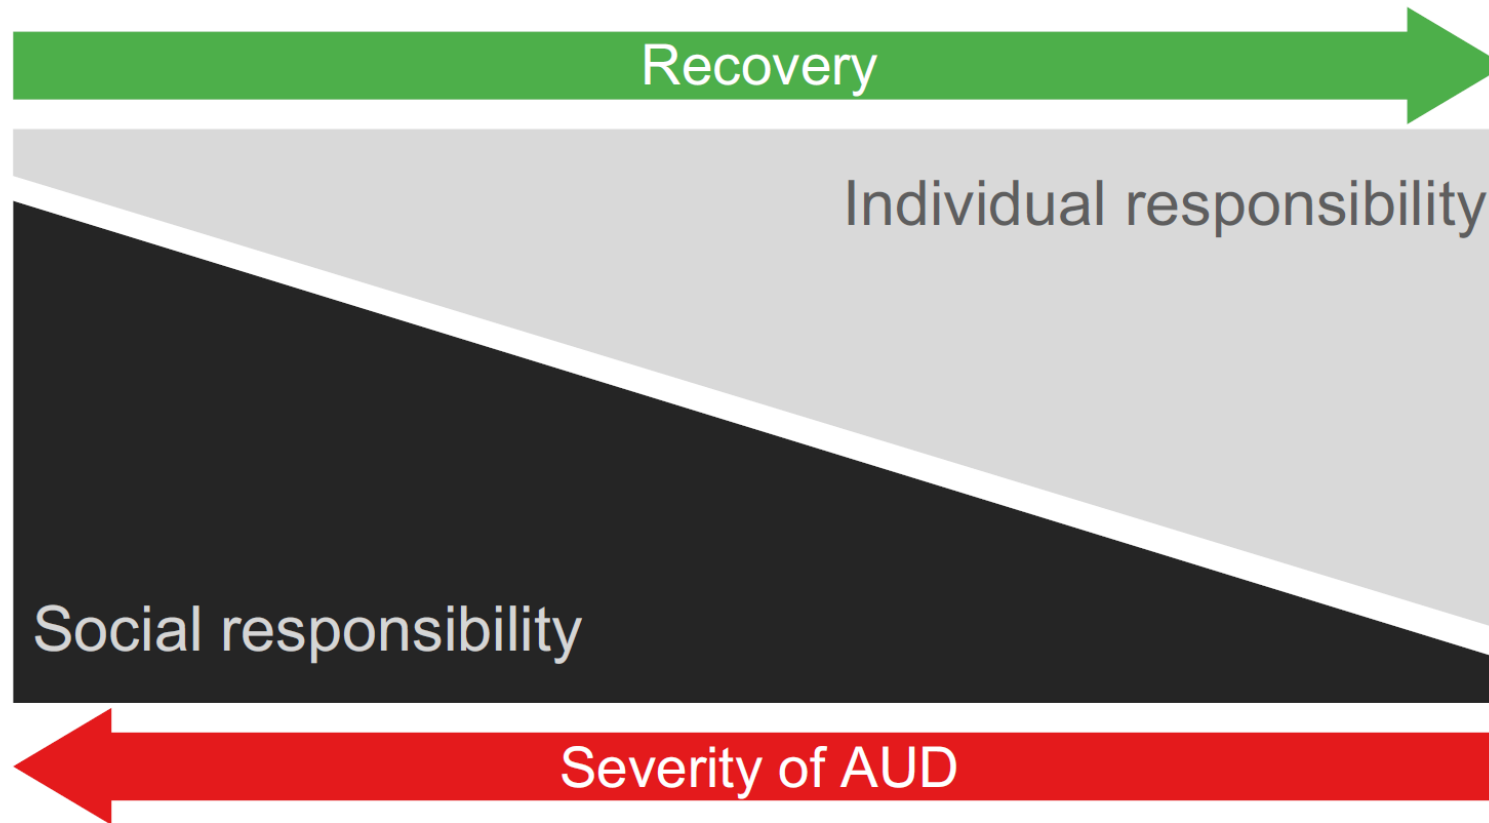 Recovery
Individual responsibility
Social responsibility
Severity of AUD